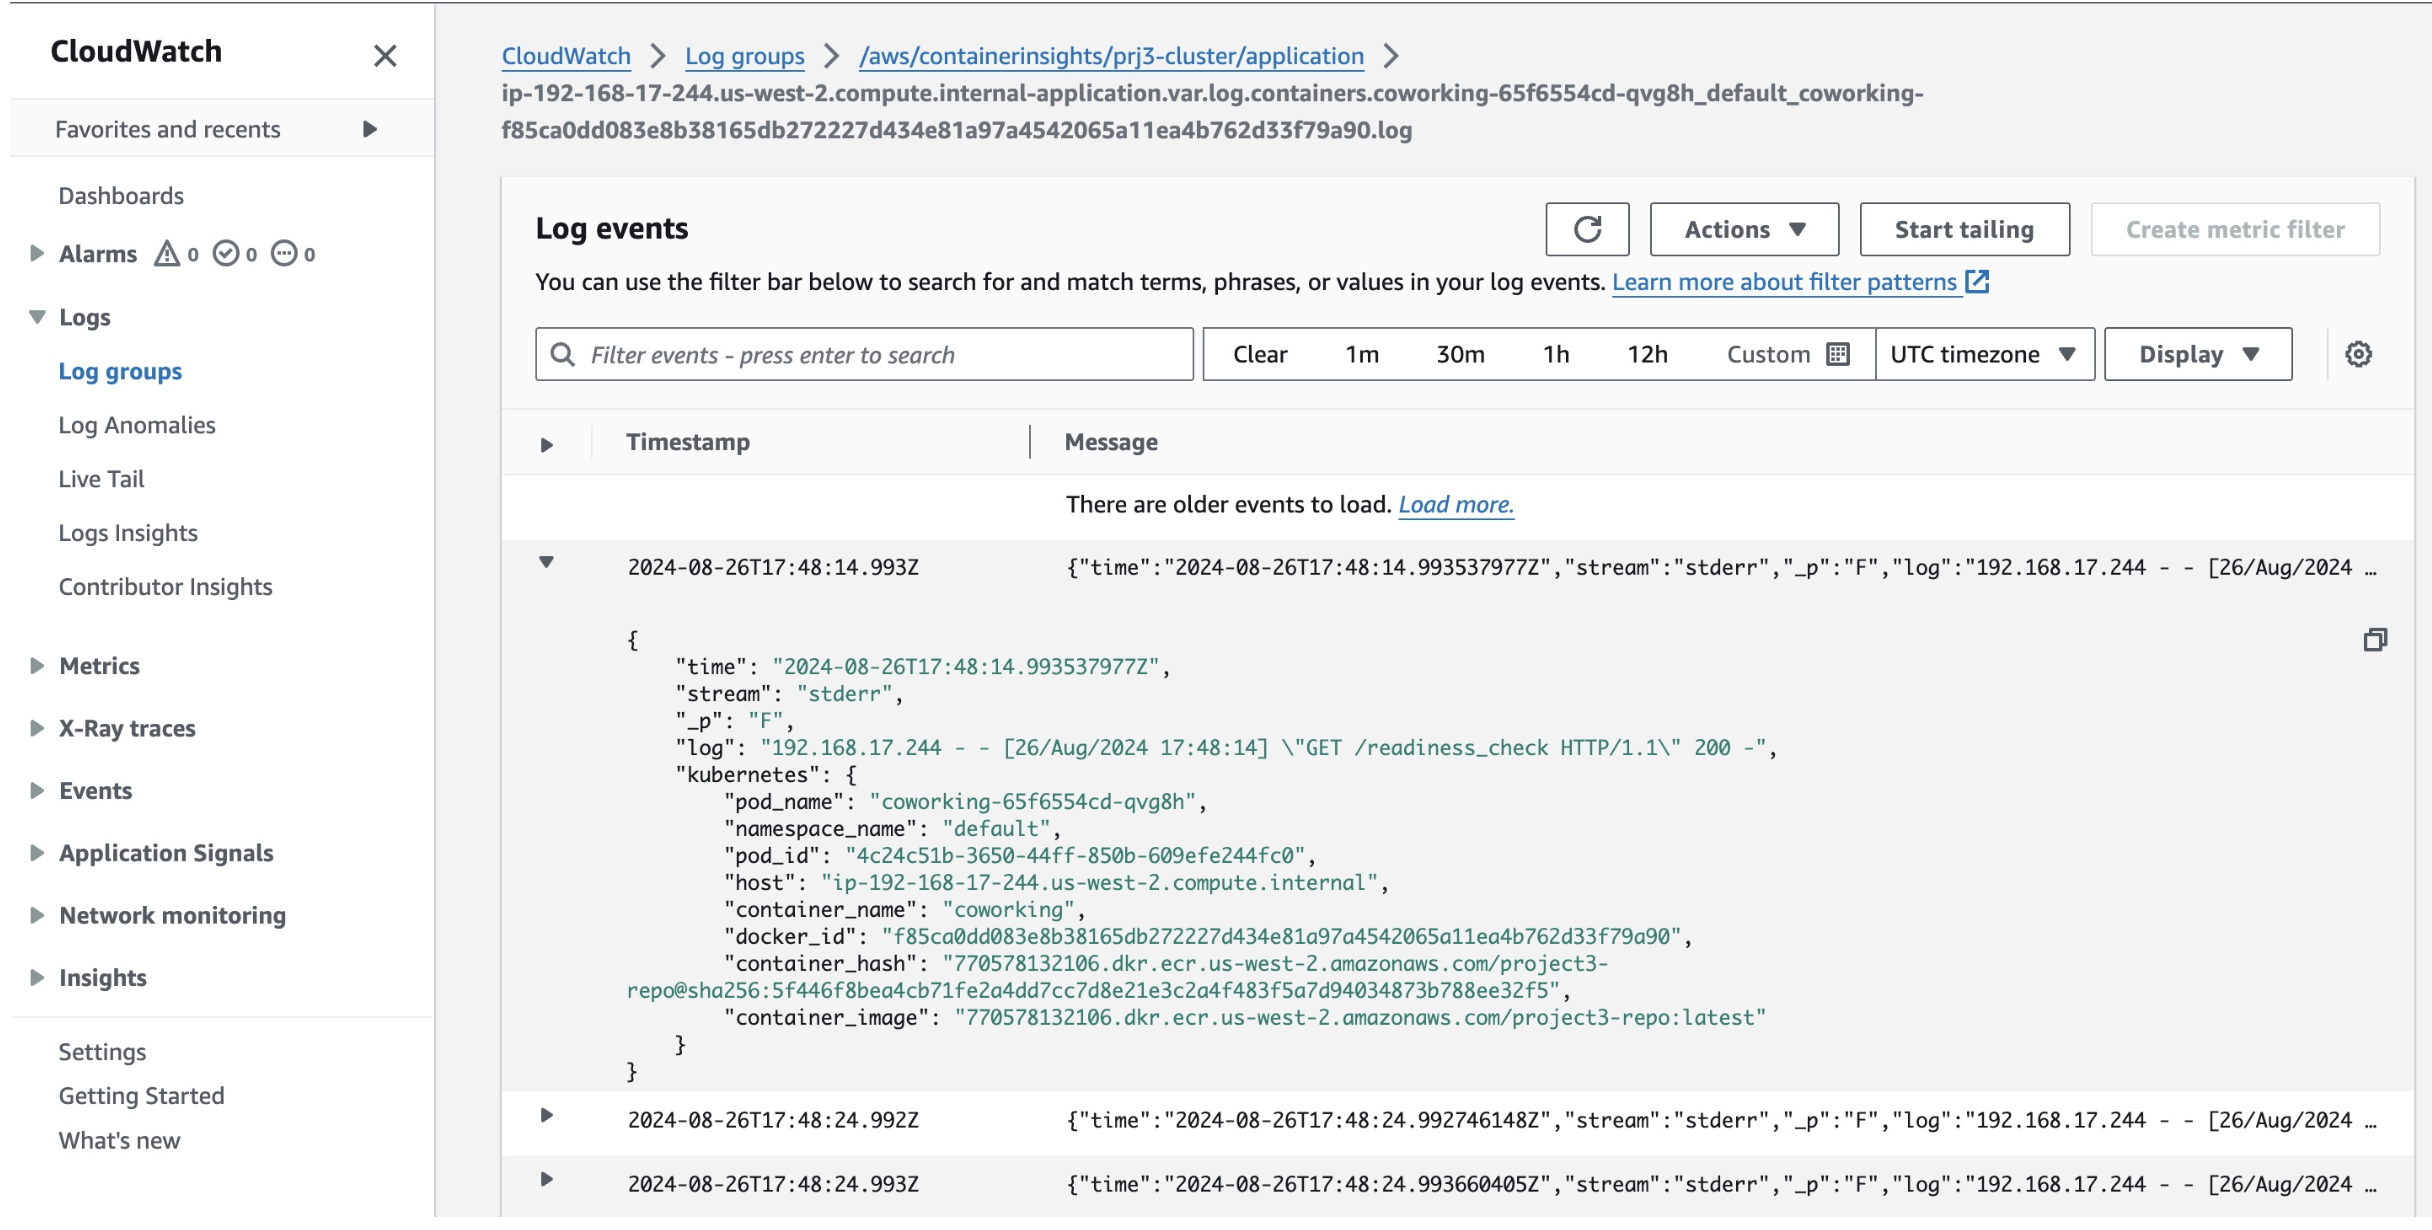 CloudWatch
Favorites and recents
Dashboards
Alarms 0 0 0
Logs
Log groups
Log Anomalies
Live Tail
Logs Insights
Contributor Insights
Metrics
X-Ray traces
Events
Application Signals
Network monitoring
Insights
Settings
Getting Started
What's new
CloudWatch > Log groups > /aws/containerinsights/prj3-cluster/application >
ip-192-168-17-244.us-west-2.compute.internal-application.var.log.containers.coworking-65f6554cd-qvg8h_default_coworking-
f85ca0dd083e8b38165db272227d434e81a97a4542065a11ea4b762d33f79a90.log
Log events
Actions
Start tailing
Create metric filter
You can use the filter bar below to search for and match terms, phrases, or values in your log events. Learn more about filter patterns
Filter events - press enter to search
Clear 1m 30m 1h 12h Custom UTC timezone Display
Timestamp Message
There are older events to load. Load more.
2024-08-26T17:48:14.993Z {"time":"2024-08-26T17:48:14.993537977Z","stream":"stderr","_p":"F","log":"192.168.17.244 - - [26/Aug/2024 …
{
"time": "2024-08-26T17:48:14.993537977Z",
"stream": "stderr",
"_p": "F",
"log": "192.168.17.244 - - [26/Aug/2024 17:48:14] \"GET /readiness_check HTTP/1.1\" 200 -",
"kubernetes": {
"pod_name": "coworking-65f6554cd-qvg8h",
"namespace_name": "default",
"pod_id": "4c24c51b-3650-44ff-850b-609efe244fc0",
"host": "ip-192-168-17-244.us-west-2.compute.internal",
"container_name": "coworking",
"docker_id": "f85ca0dd083e8b38165db272227d434e81a97a4542065a11ea4b762d33f79a90",
"container_hash": "770578132106.dkr.ecr.us-west-2.amazonaws.com/project3-
repo@sha256:5f446f8bea4cb71fe2a4dd7cc7d8e21e3c2a4f483f5a7d94034873b788ee32f5",
"container_image": "770578132106.dkr.ecr.us-west-2.amazonaws.com/project3-repo:latest"
}
}
2024-08-26T17:48:24.992Z {"time":"2024-08-26T17:48:24.992746148Z","stream":"stderr","_p":"F","log":"192.168.17.244 - - [26/Aug/2024 …
2024-08-26T17:48:24.993Z {"time":"2024-08-26T17:48:24.993660405Z","stream":"stderr","_p":"F","log":"192.168.17.244 - - [26/Aug/2024 …